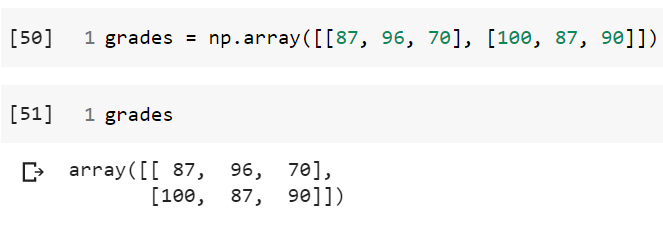 [50] 1 grades = np.array([[87, 96, 70], [100, 87, 90]])
[51] 1 grades
array([[ 87,  96,  70],
       [100,  87,  90]])